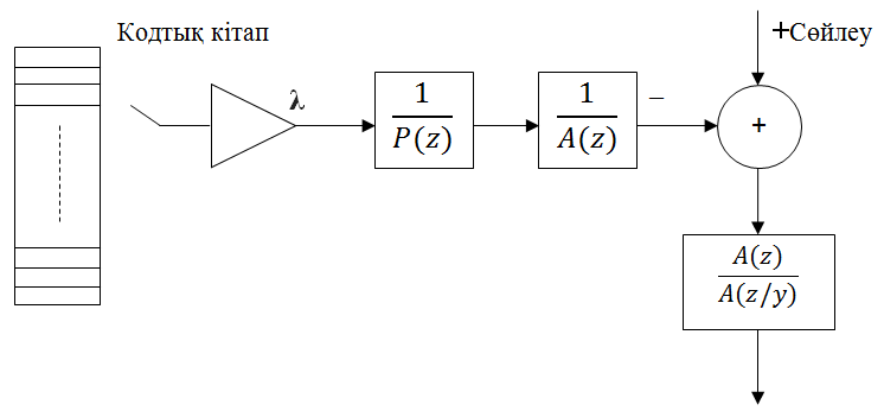 Кодтық кітап
+Сөйлеу
λ
1
P(z)
1
A(z)
–
+
A(z)
A(z/y)